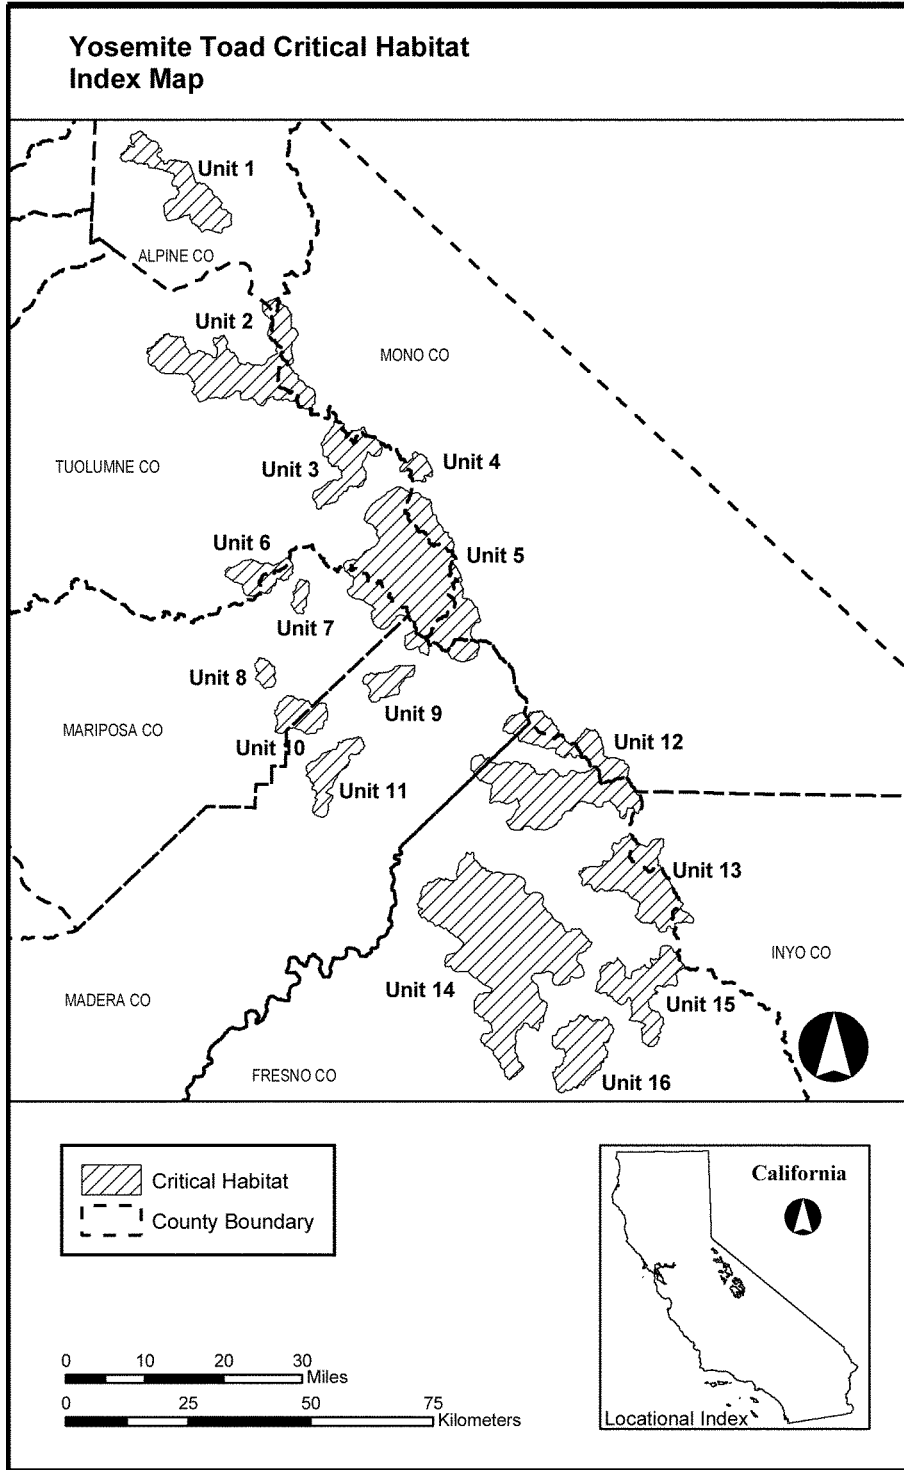 Yosemite Toad Critical Habitat
Index Map
Unit 1
ALPINE CO
Unit 2
MONO CO
Unit 3
Unit 4
TUOLUMNE CO
Unit 6
Unit 5
Unit 7
Unit 8
Unit 9
MARIPOSA CO
Unit 10
Unit 12
Unit 11
Unit 13
INYO CO
Unit 14
MADERA CO
Unit 15
FRESNO CO
Unit 16
Critical Habitat
County Boundary
California
Locational Index
0 10 20 30
Miles
0 25 50 75
Kilometers